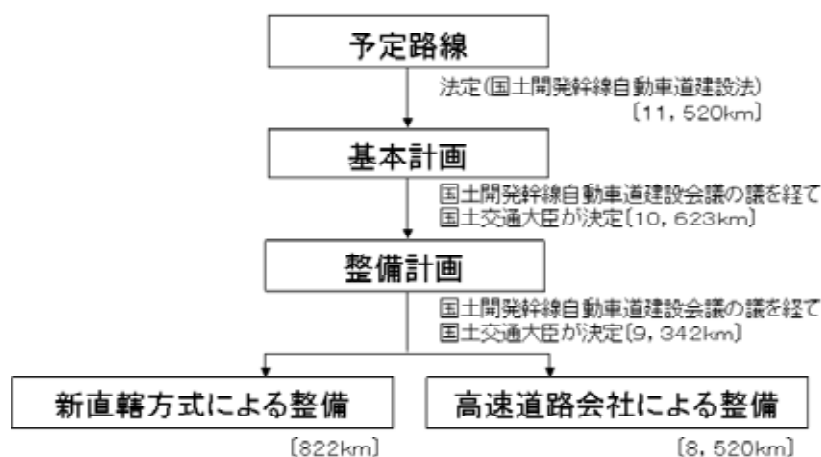 予定路線
法定(国土開発幹線自動車道建設法)
〔11,520km〕
基本計画
国土開発幹線自動車道建設会議の議を経て
国土交通大臣が決定〔10,623km〕
整備計画
国土開発幹線自動車道建設会議の議を経て
国土交通大臣が決定〔9,342km〕
新直轄方式による整備
高速道路会社による整備
〔822km〕
〔8,520km〕